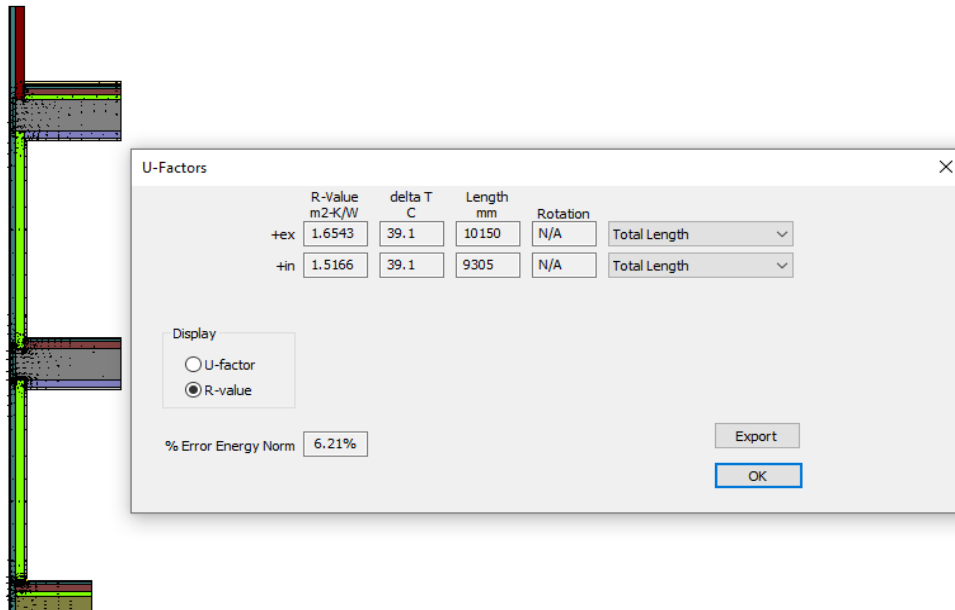 U-Factors
R-Value delta T Length
m2-K/W C mm Rotation
+ex 1.6543 39.1 10150 N/A Total Length
+in 1.5166 39.1 9305 N/A Total Length
Display
U-factor
R-value
% Error Energy Norm 6.21%
Export
OK